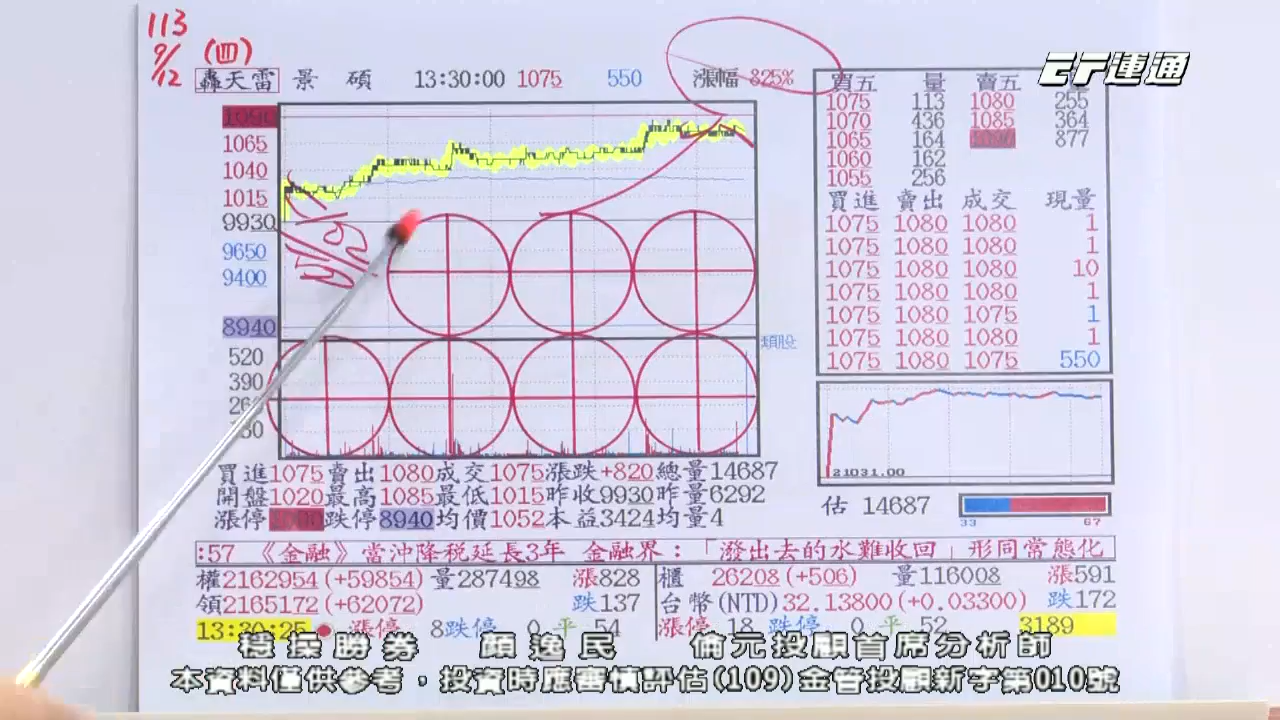 113
9/12
(四)
EF運通
轟天雷 景碩 13:30:00 1075 550 漲幅 825%
1090
1065
1040
1015
9930
9650
9400
8940
520
390
類股
買五 量 賣五 量
1075 113 1080 255
1070 436 1085 364
1065 164 1090 877
1060 162
1055 256
買進 賣出 成交 現量
1075 1080 1080 1
1075 1080 1080 1
1075 1080 1080 10
1075 1080 1080 1
1075 1080 1075 1
1075 1080 1080 1
1075 1080 1075 550
21031.00
估 14687
33 67
買進1075賣出1080成交1075漲跌+820總量14687
開盤1020最高1085最低1015昨收9930昨量6292
漲停 跌停8940均價1052本益3424均量4
:57 《金融》當沖降稅延長3年 金融界:「潑出去的水難收回」形同常態化
權2162954(+59854)量287498 漲828
領2165172(+62072) 跌137
13:30:25 漲停 8跌停 0 平 54
櫃 26208(+506) 量116008 漲591
台幣(NTD)32.13800(+0.03300) 跌172
漲停 18 跌停 0 平 52 3189
穩操勝券 顏逸民 倫元投顧首席分析師
本資料僅供參考,投資時應審慎評估(109)金管投顧新字第010號